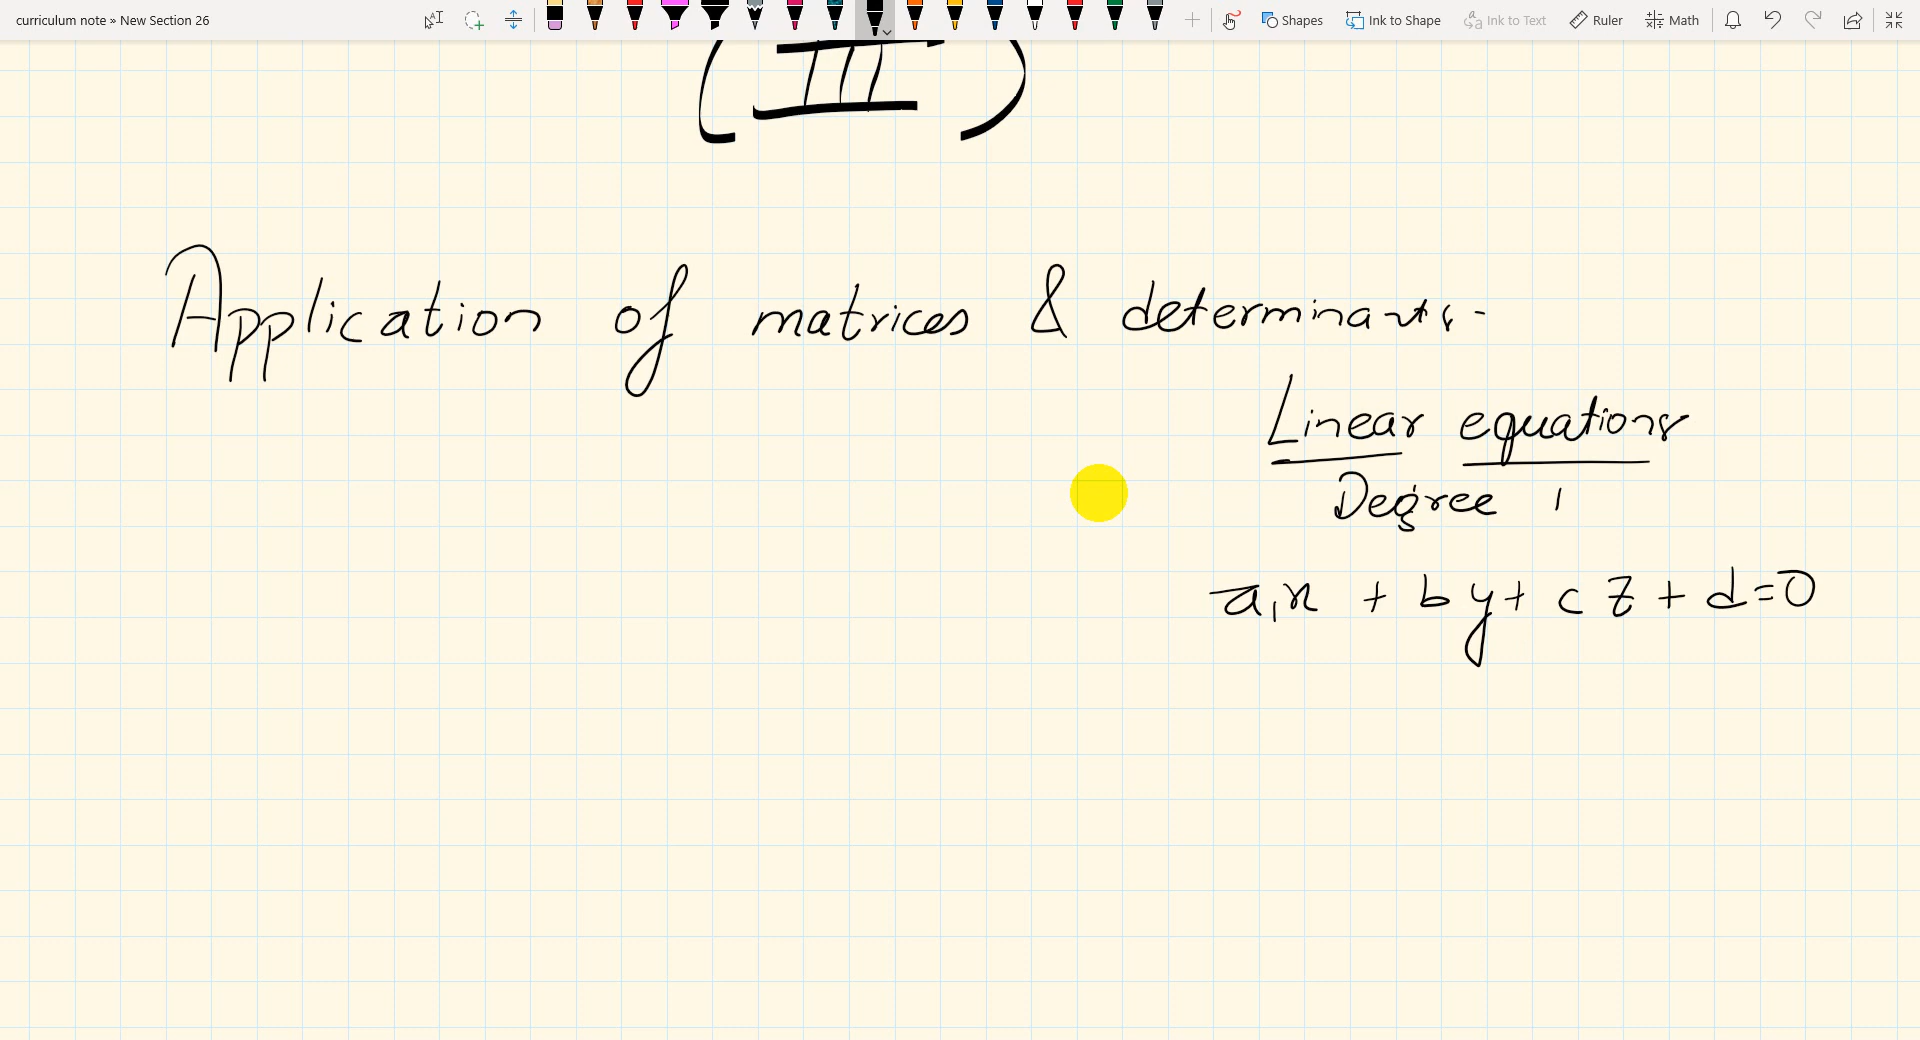 curriculum note » New Section 26
Shapes
Ink to Shape
Ink to Text
Ruler
Math
(III)
Application of matrices & determinants.
Linear equations
Degree 1
a₁x + by + cz + d = 0